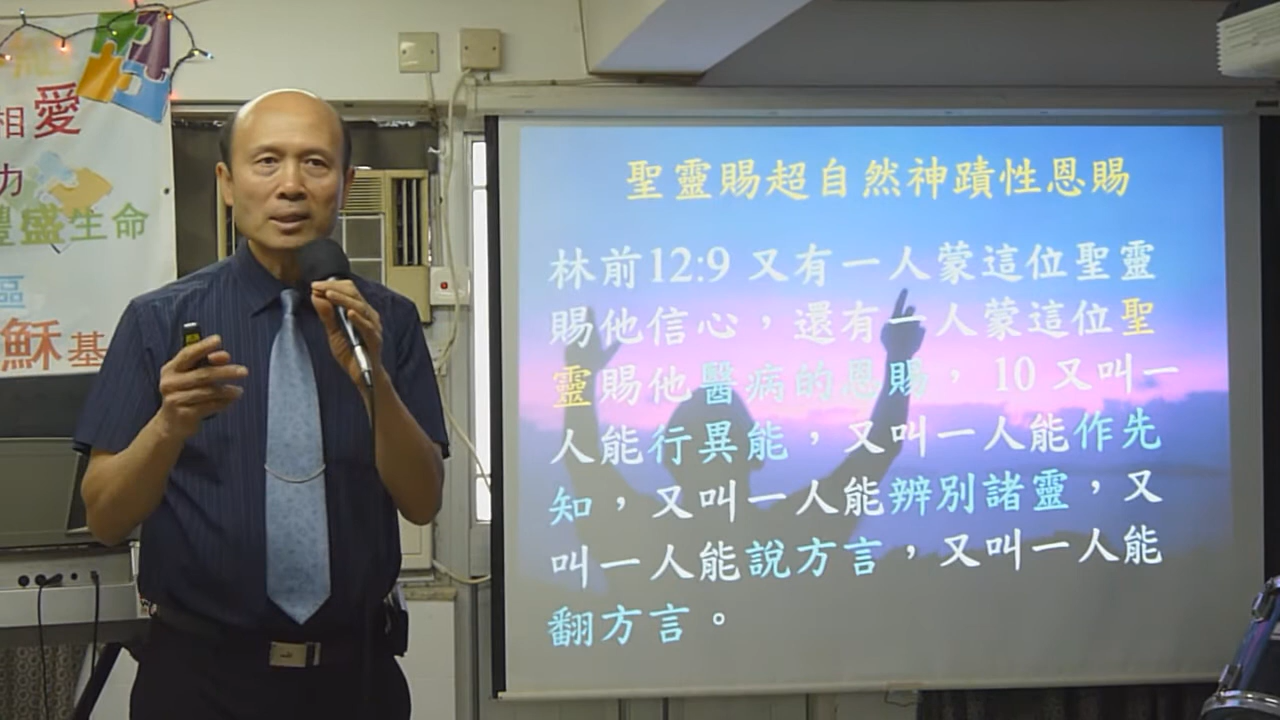 相愛
力
豐盛生命
區
穌基
聖靈賜超自然神蹟性恩賜
林前12:9 又有一人蒙這位聖靈
賜他信心，還有一人蒙這位聖
靈賜他醫病的恩賜， 10 又叫一
人能行異能，又叫一人能作先
知，又叫一人能辨別諸靈，又
叫一人能說方言，又叫一人能
翻方言。